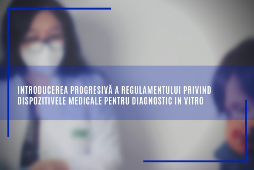 INTRODUCEREA PROGRESIVĂ A REGULAMENTULUI PRIVIND
DISPOZITIVELE MEDICALE PENTRU DIAGNOSTIC IN VITRO